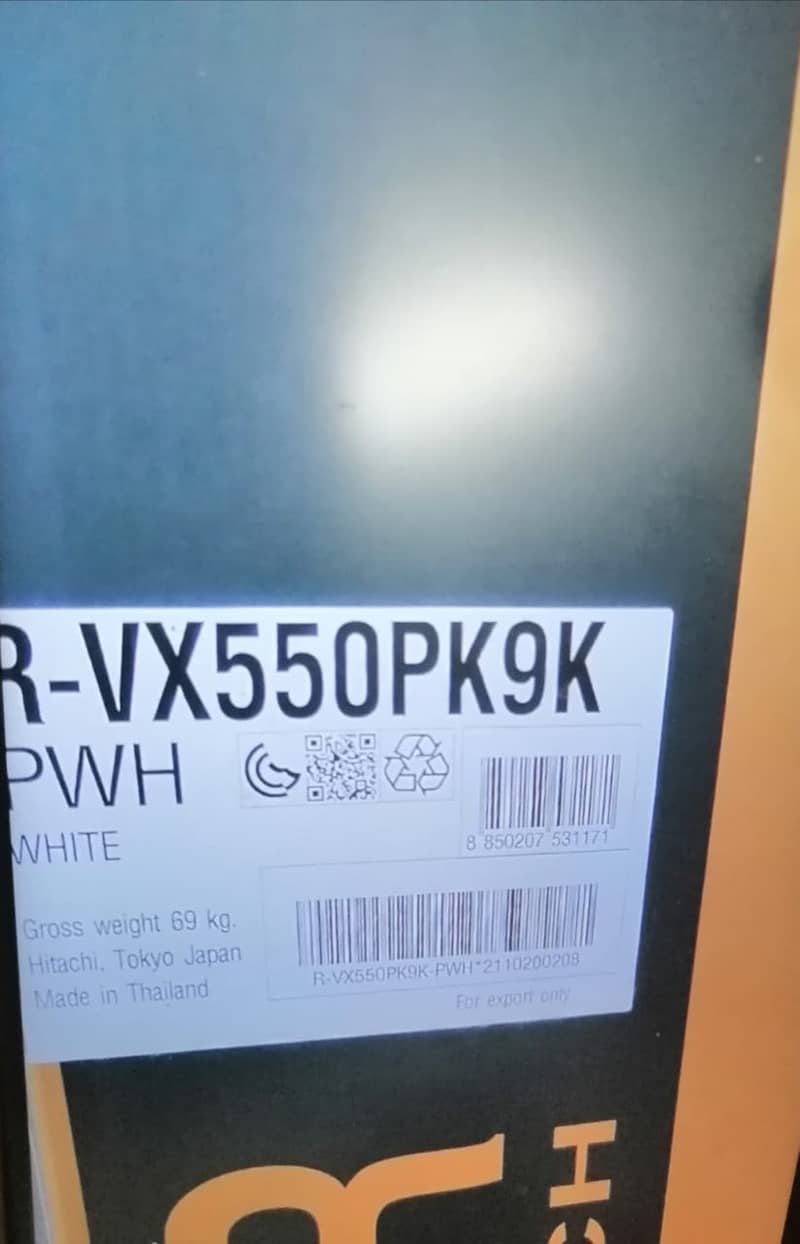 R-VX550PK9K
PWH
WHITE
8 850207 531171
Gross weight 69 kg.
Hitachi, Tokyo Japan
Made in Thailand
R-VX550PK9K-PWH*2110200208
For export only